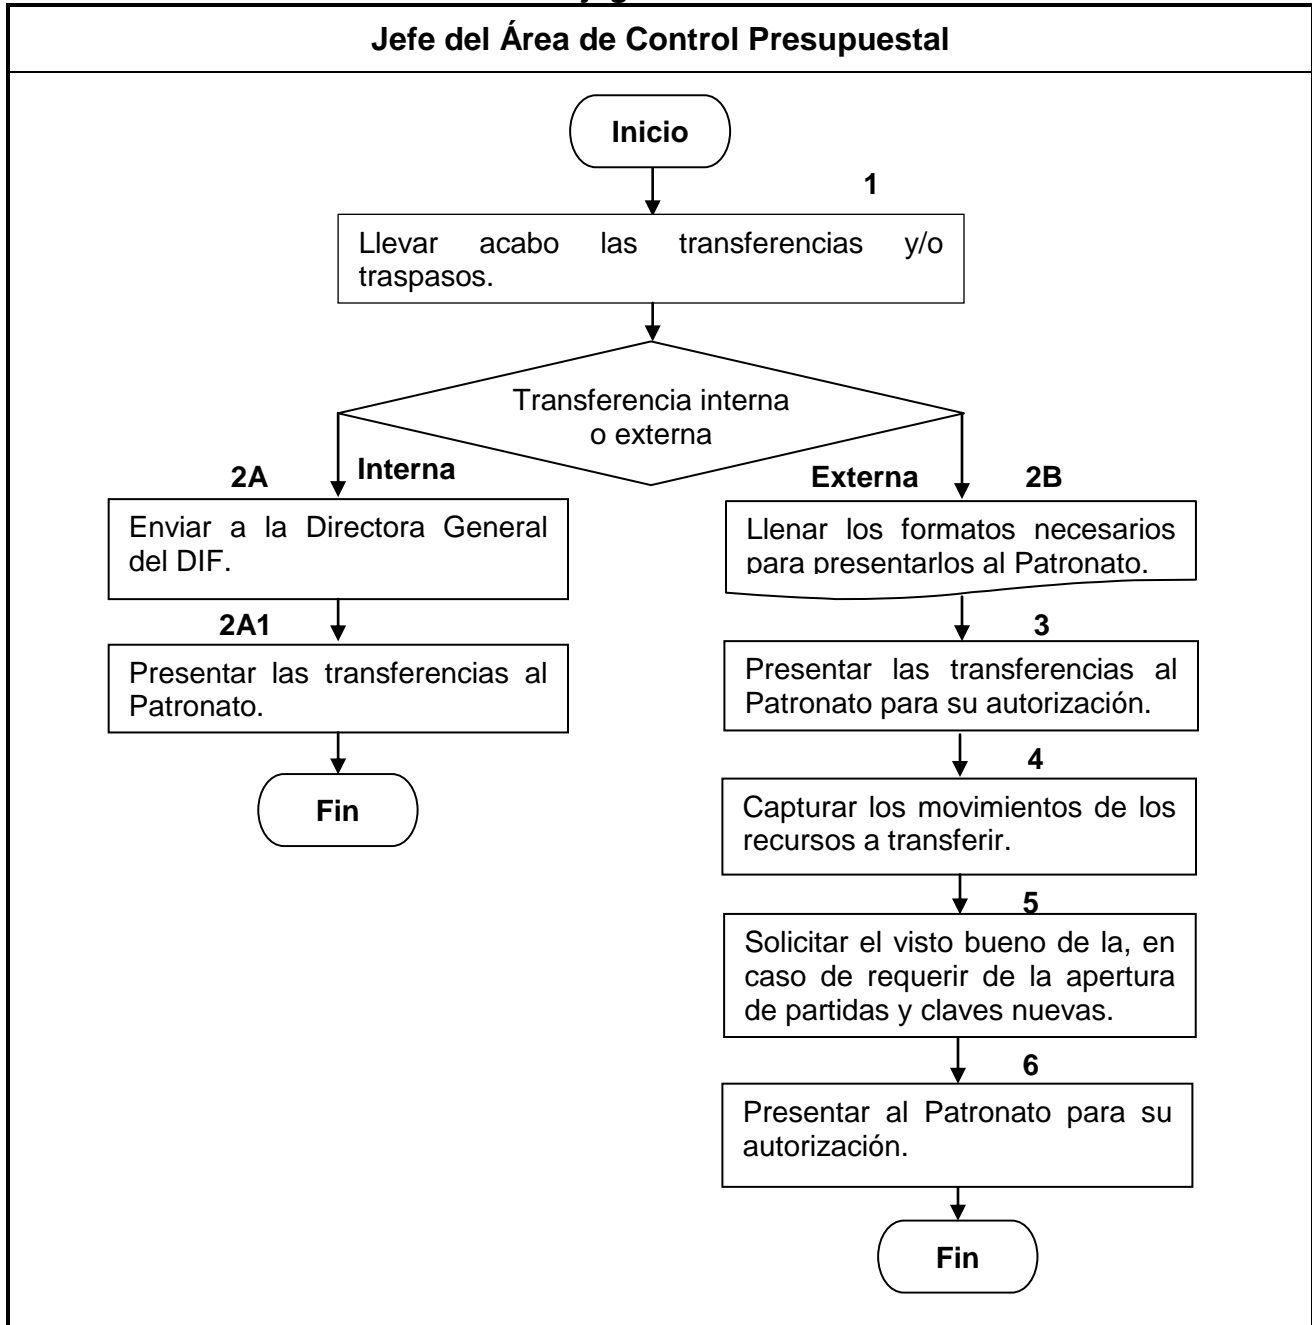 Jefe del Área de Control Presupuestal
Inicio
1
Llevar acabo las transferencias y/o
traspasos.
Transferencia interna
o externa
2A
Interna
Enviar a la Directora General
del DIF.
2A1
Presentar las transferencias al
Patronato.
Fin
Externa
2B
Llenar los formatos necesarios
para presentarlos al Patronato.
3
Presentar las transferencias al
Patronato para su autorización.
4
Capturar los movimientos de los
recursos a transferir.
5
Solicitar el visto bueno de la, en
caso de requerir de la apertura
de partidas y claves nuevas.
6
Presentar al Patronato para su
autorización.
Fin